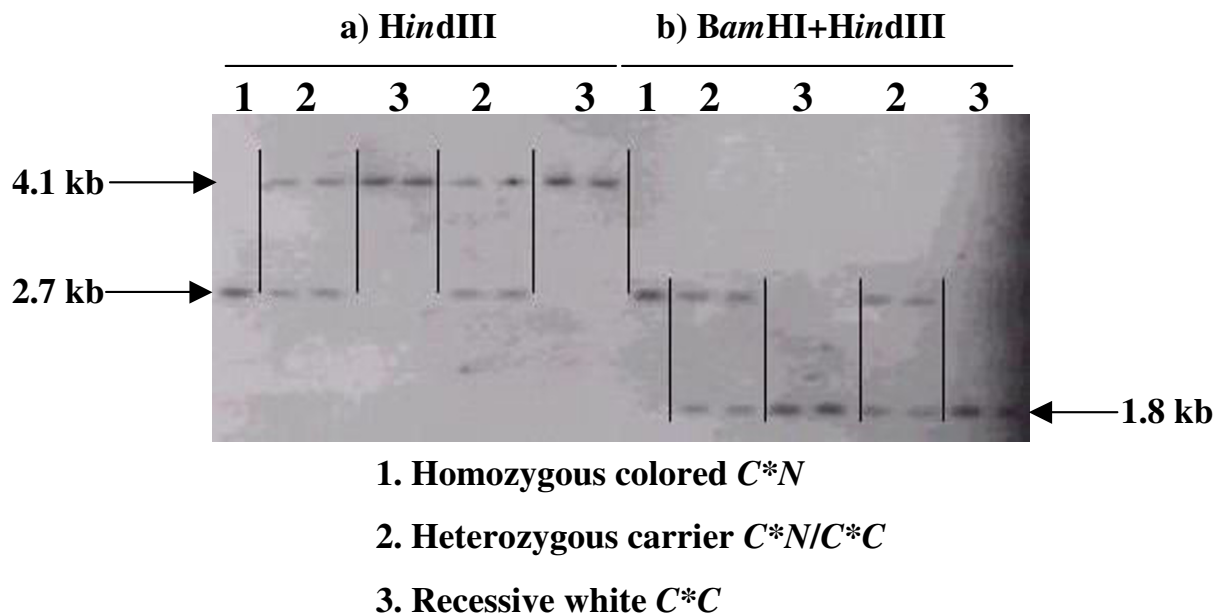 a) HindIII b) BamHI+HindIII
1 2 3 2 3 1 2 3 2 3
4.1 kb
2.7 kb
1.8 kb
1. Homozygous colored C*N
2. Heterozygous carrier C*N/C*C
3. Recessive white C*C